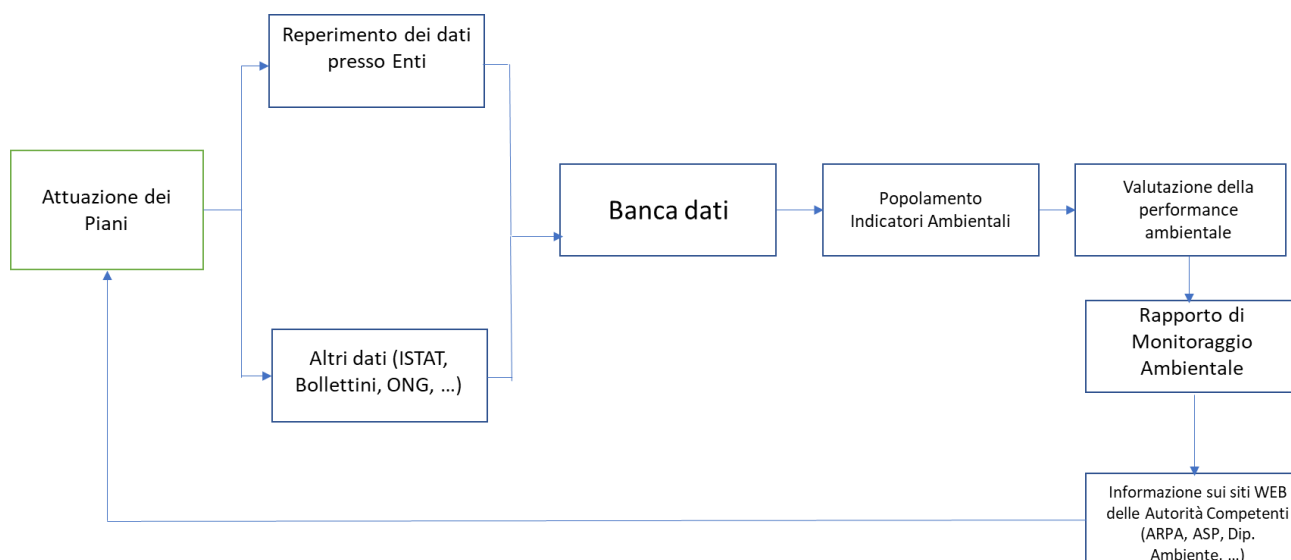 Reperimento dei dati
presso Enti
Attuazione dei
Piani
Banca dati
Popolamento
Indicatori Ambientali
Valutazione della
performance
ambientale
Rapporto di
Monitoraggio
Ambientale
Altri dati (ISTAT,
Bollettini, ONG, ...)
Informazione sui siti WEB
delle Autorità Competenti
(ARPA, ASP, Dip.
Ambiente, ...)